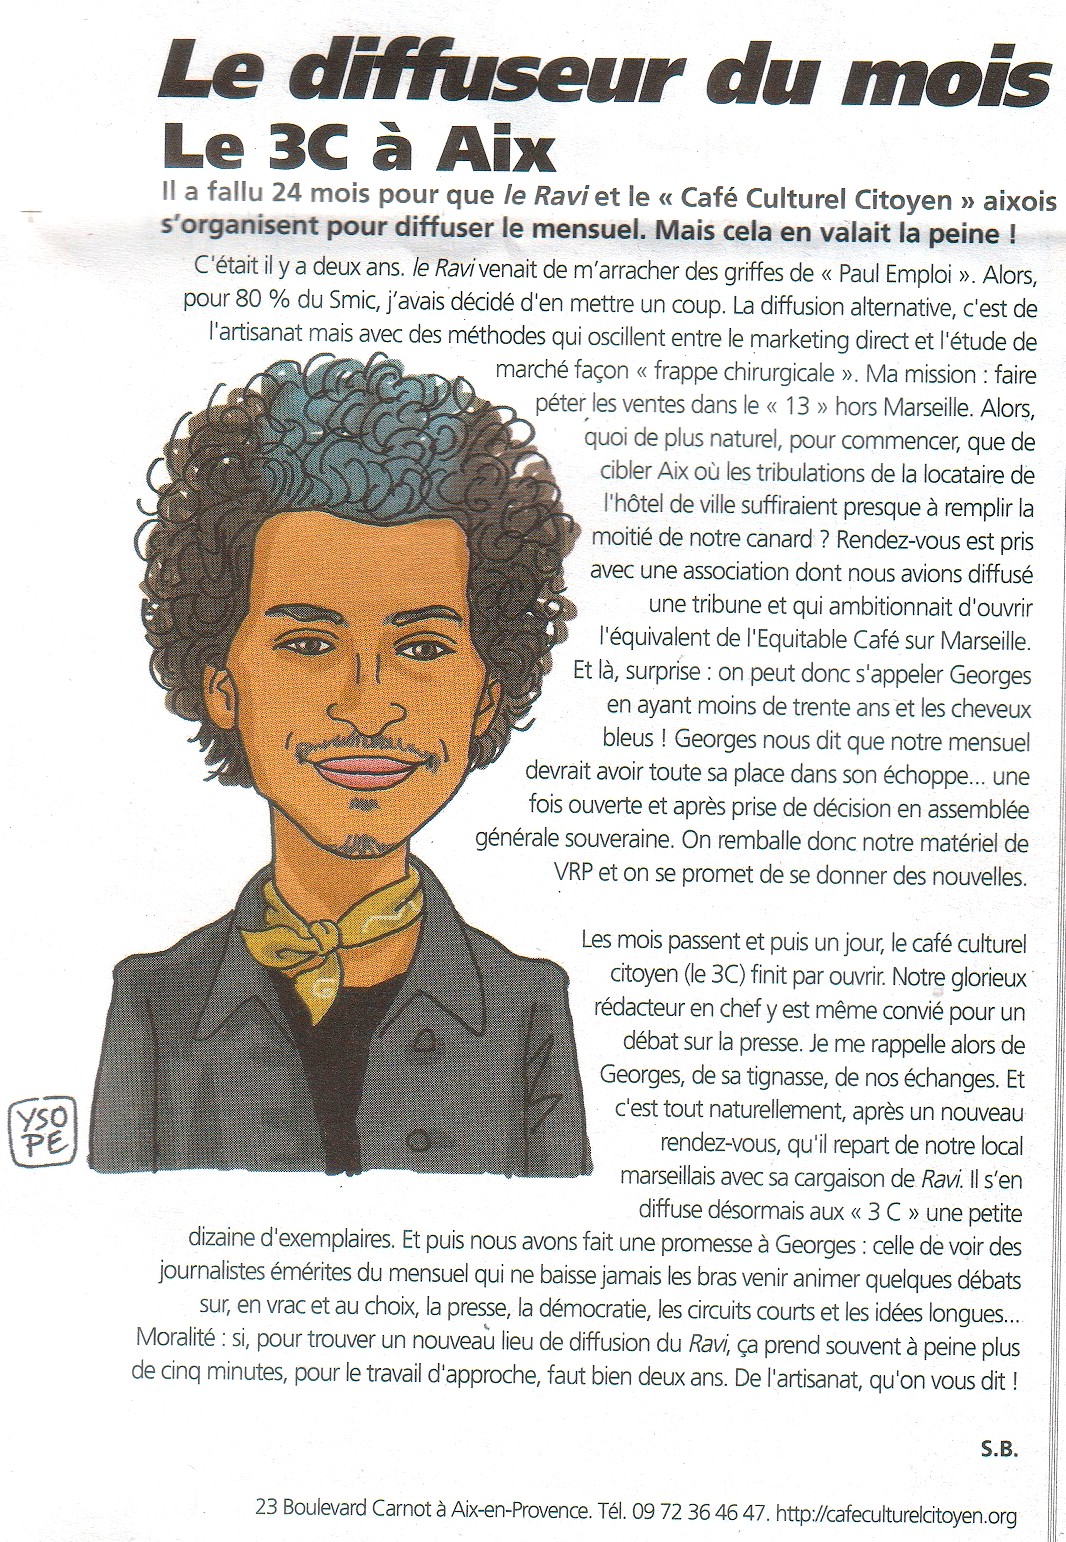 Le diffuseur du mois
Le 3C à Aix
Il a fallu 24 mois pour que le Ravi et le « Café Culturel Citoyen » aixois
s’organisent pour diffuser le mensuel. Mais cela en valait la peine !
C'était il y a deux ans. le Ravi venait de m’arracher des griffes de « Paul Emploi ». Alors,
pour 80 % du Smic, j’avais décidé d'en mettre un coup. La diffusion alternative, c'est de
l'artisanat mais avec des méthodes qui oscillent entre le marketing direct et l'étude de
marché façon « frappe chirurgicale ». Ma mission : faire
péter les ventes dans le « 13 » hors Marseille. Alors,
quoi de plus naturel, pour commencer, que de
cibler Aix où les tribulations de la locataire de
l'hôtel de ville suffiraient presque à remplir la
moitié de notre canard ? Rendez-vous est pris
avec une association dont nous avions diffusé
une tribune et qui ambitionnait d'ouvrir
l'équivalent de l'Equitable Café sur Marseille.
Et là, surprise : on peut donc s'appeler Georges
en ayant moins de trente ans et les cheveux
bleus ! Georges nous dit que notre mensuel
devrait avoir toute sa place dans son échoppe... une
fois ouverte et après prise de décision en assemblée
générale souveraine. On remballe donc notre matériel de
VRP et on se promet de se donner des nouvelles.
Les mois passent et puis un jour, le café culturel
citoyen (le 3C) finit par ouvrir. Notre glorieux
rédacteur en chef y est même convié pour un
débat sur la presse. Je me rappelle alors de
Georges, de sa tignasse, de nos échanges. Et
c'est tout naturellement, après un nouveau
rendez-vous, qu'il repart de notre local
marseillais avec sa cargaison de Ravi. Il s’en
diffuse désormais aux « 3 C » une petite
dizaine d'exemplaires. Et puis nous avons fait une promesse à Georges : celle de voir des
journalistes émérites du mensuel qui ne baisse jamais les bras venir animer quelques débats
sur, en vrac et au choix, la presse, la démocratie, les circuits courts et les idées longues...
Moralité : si, pour trouver un nouveau lieu de diffusion du Ravi, ça prend souvent à peine plus
de cinq minutes, pour le travail d'approche, faut bien deux ans. De l'artisanat, qu'on vous dit !
G
YSO
PE
S.B.
23 Boulevard Carnot à Aix-en-Provence. Tél. 09 72 36 46 47. http://cafeculturelcitoyen.org